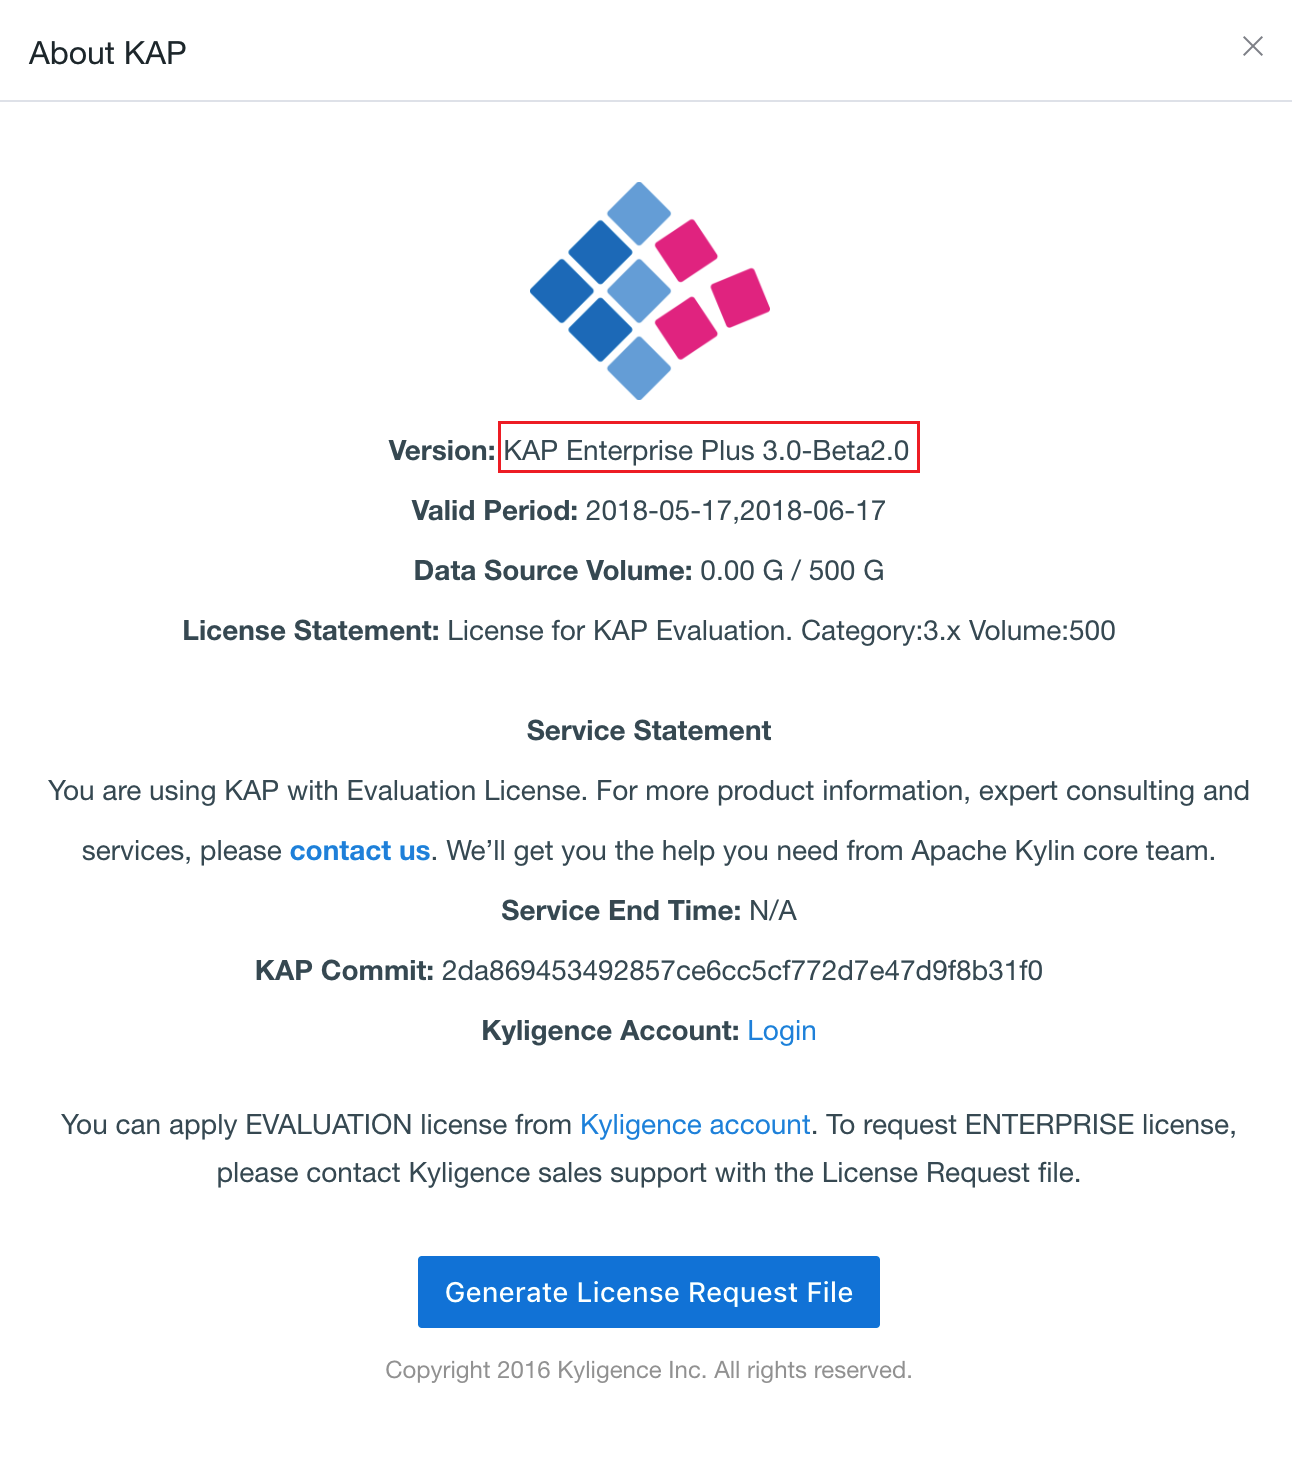 About KAP
Version: KAP Enterprise Plus 3.0-Beta2.0
Valid Period: 2018-05-17,2018-06-17
Data Source Volume: 0.00 G / 500 G
License Statement: License for KAP Evaluation. Category:3.x Volume:500
Service Statement
You are using KAP with Evaluation License. For more product information, expert consulting and
services, please contact us. We’ll get you the help you need from Apache Kylin core team.
Service End Time: N/A
KAP Commit: 2da869453492857ce6cc5cf772d7e47d9f8b31f0
Kyligence Account: Login
You can apply EVALUATION license from Kyligence account. To request ENTERPRISE license,
please contact Kyligence sales support with the License Request file.
Generate License Request File
Copyright 2016 Kyligence Inc. All rights reserved.